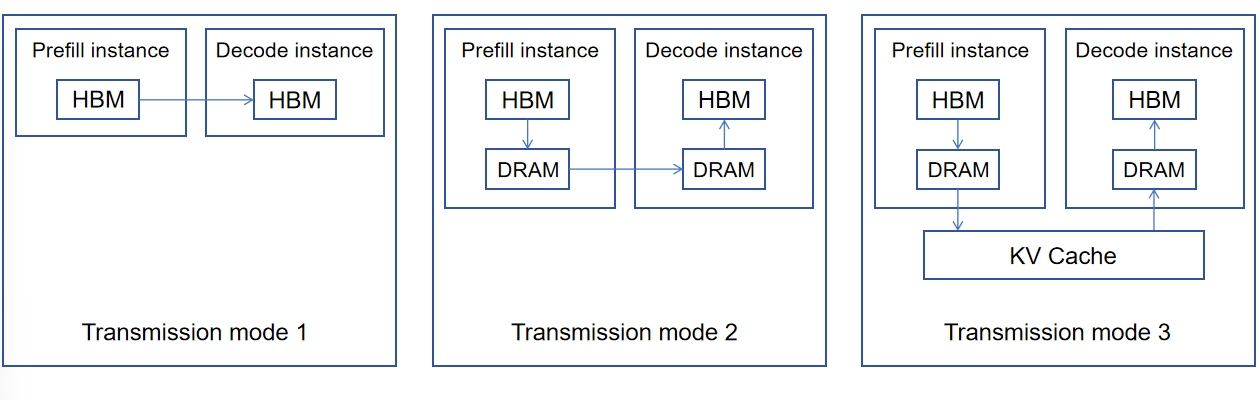 Prefill instance
Decode instance
HBM
HBM
Transmission mode 1
Prefill instance
Decode instance
HBM
HBM
DRAM
DRAM
Transmission mode 2
Prefill instance
Decode instance
HBM
HBM
DRAM
DRAM
KV Cache
Transmission mode 3